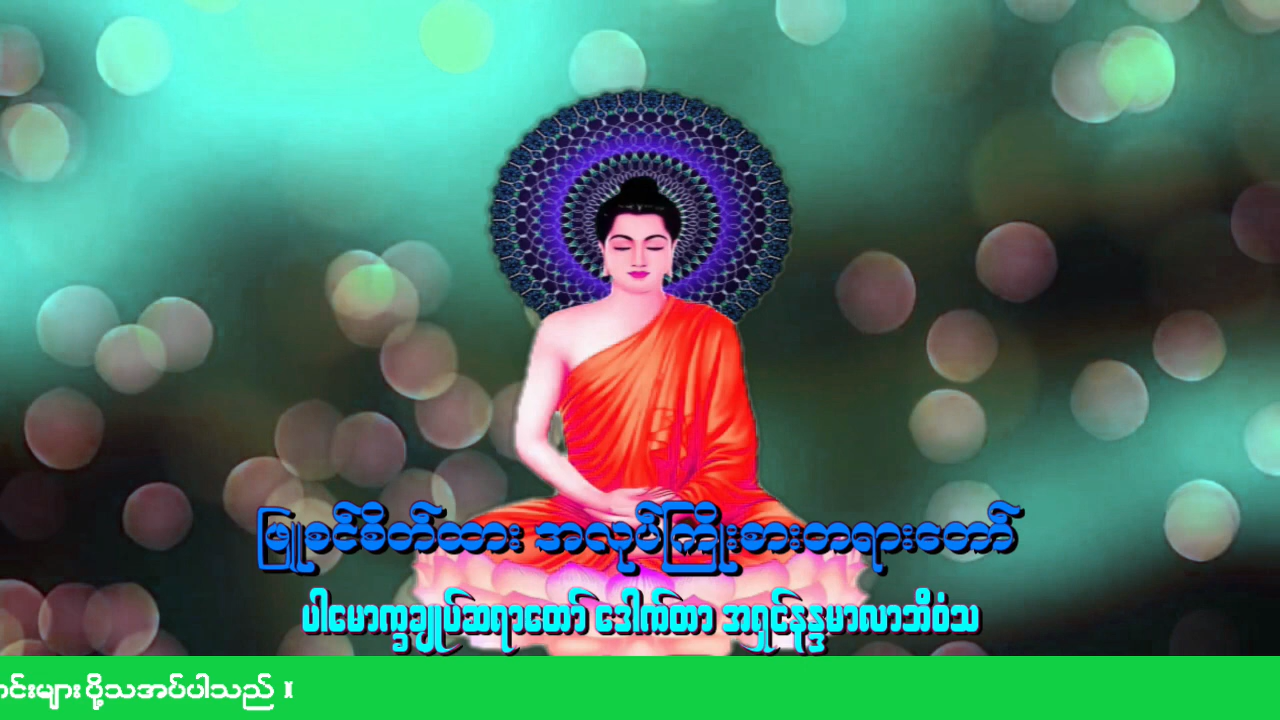 ဖြူစင်စိတ်ထား အလုပ်ကြိုးစားတရားတော်
ပါမောက္ခချုပ်ဆရာတော် ဒေါက်တာ အရှင်နန္ဒမာလာဘိဝံသ
ာင်းများ ပို့သအပ်ပါသည် ။